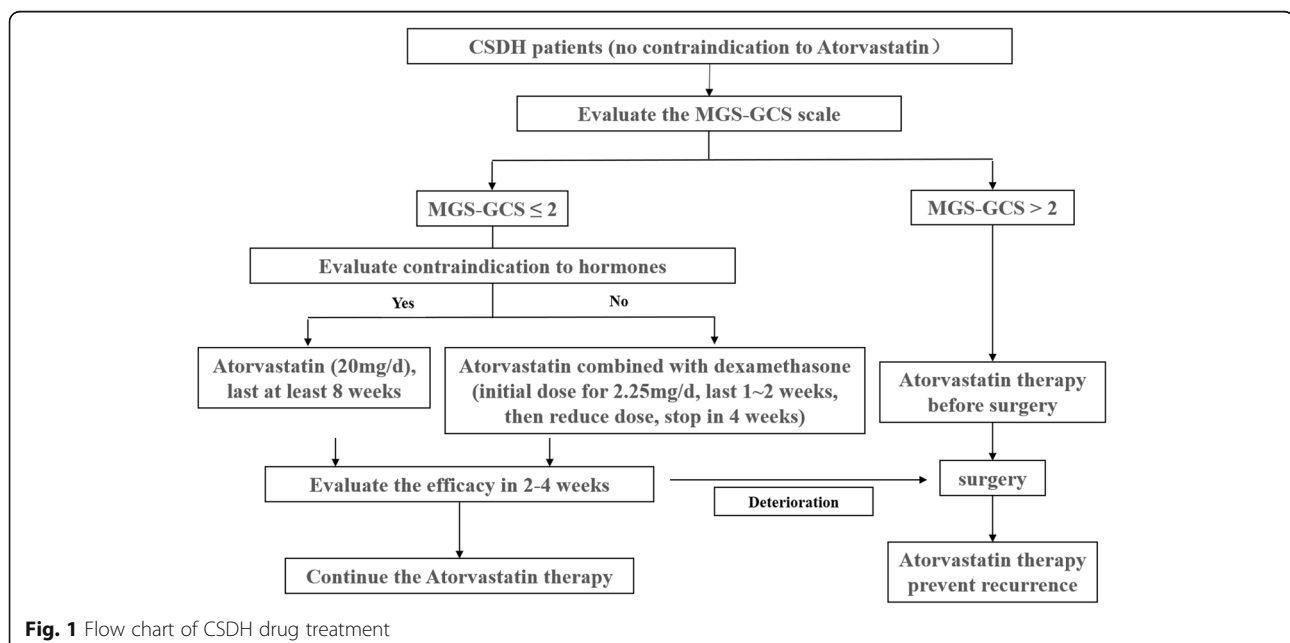 CSDH patients (no contraindication to Atorvastatin）
Evaluate the MGS-GCS scale
MGS-GCS ≤ 2
MGS-GCS > 2
Evaluate contraindication to hormones
Yes
No
Atorvastatin (20mg/d),
last at least 8 weeks
Atorvastatin combined with dexamethasone
(initial dose for 2.25mg/d, last 1~2 weeks,
then reduce dose, stop in 4 weeks)
Atorvastatin therapy
before surgery
Evaluate the efficacy in 2-4 weeks
Deterioration
surgery
Continue the Atorvastatin therapy
Atorvastatin therapy
prevent recurrence
Fig. 1 Flow chart of CSDH drug treatment